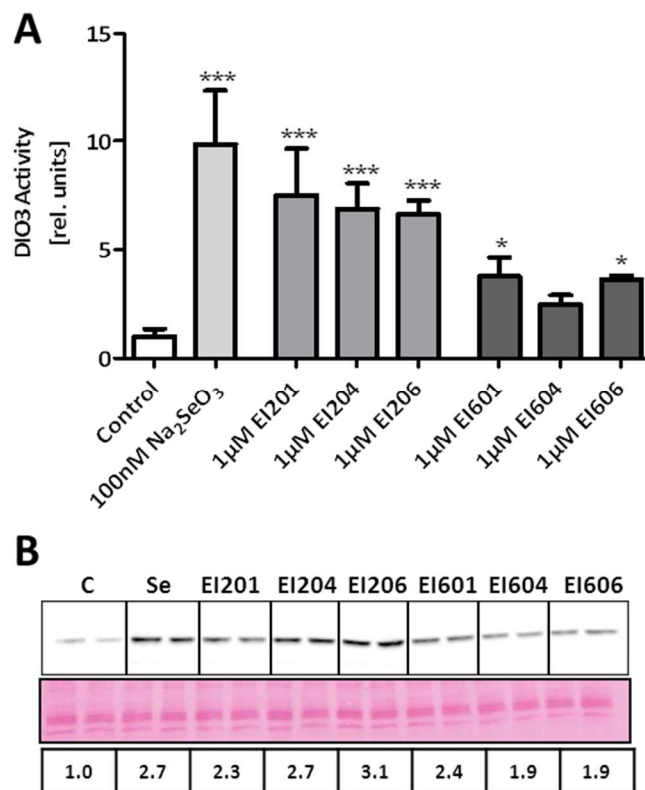 A
DIO3 Activity
[rel. units]
15
10
5
0
***
***
***
***
*
*
Control
100nM Na₂SeO₃
1μM EI201
1μM EI204
1μM EI206
1μM EI601
1μM EI604
1μM EI606
B
C Se EI201 EI204 EI206 EI601 EI604 EI606
1.0 2.7 2.3 2.7 3.1 2.4 1.9 1.9